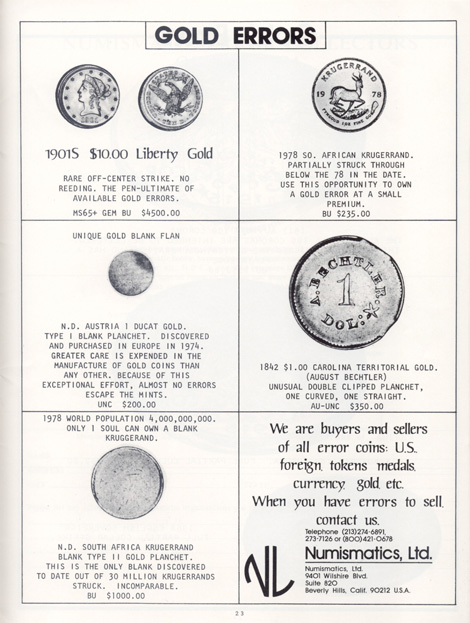 GOLD ERRORS
1901S $10.00 Liberty Gold
RARE OFF-CENTER STRIKE. NO
REEDING. THE PEN-ULTIMATE OF
AVAILABLE GOLD ERRORS.
MS65+ GEM BU $4500.00
KRUGERRAND
19 78
1978 SO. AFRICAN KRUGERRAND.
PARTIALLY STRUCK THROUGH
BELOW THE 78 IN THE DATE.
USE THIS OPPORTUNITY TO OWN
A GOLD ERROR AT A SMALL
PREMIUM.
BU $235.00
UNIQUE GOLD BLANK FLAN
N.D. AUSTRIA 1 DUCAT GOLD.
TYPE I BLANK PLANCHET. DISCOVERED
AND PURCHASED IN EUROPE IN 1974.
GREATER CARE IS EXPENDED IN THE
MANUFACTURE OF GOLD COINS THAN
ANY OTHER. BECAUSE OF THIS
EXCEPTIONAL EFFORT, ALMOST NO ERRORS
ESCAPE THE MINTS.
UNC $200.00
A.BECHTLER.
1
DOL:
1842 $1.00 CAROLINA TERRITORIAL GOLD.
(AUGUST BECHTLER)
UNUSUAL DOUBLE CLIPPED PLANCHET,
ONE CURVED, ONE STRAIGHT.
AU-UNC $350.00
1978 WORLD POPULATION 4,000,000,000.
ONLY 1 SOUL CAN OWN A BLANK
KRUGGERAND.
N.D. SOUTH AFRICA KRUGERRAND
BLANK TYPE II GOLD PLANCHET.
THIS IS THE ONLY BLANK DISCOVERED
TO DATE OUT OF 30 MILLION KRUGERRANDS
STRUCK. INCOMPARABLE.
BU $1000.00
We are buyers and sellers
of all error coins: U.S.,
foreign, tokens medals,
currency, gold, etc.
When you have errors to sell,
contact us.
Telephone (213)274-6891,
273-7126 or (800)421-0678
NL
Numismatics, Ltd.
Numismatics, Ltd.
9401 Wilshire Blvd.
Suite 820
Beverly Hills, Calif. 90212 U.S.A.
23